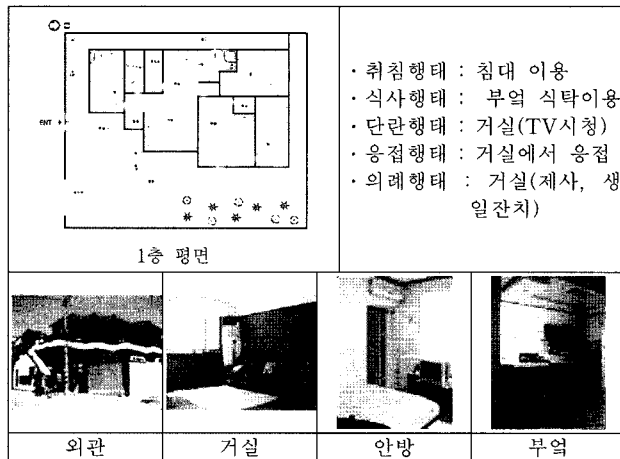 ENT
1층 평면
· 취침행태 : 침대 이용
· 식사행태 : 부엌 식탁이용
· 단란행태 : 거실(TV시청)
· 응접행태 : 거실에서 응접
· 의례행태 : 거실(제사, 생
일잔치)
외관
거실
안방
부엌